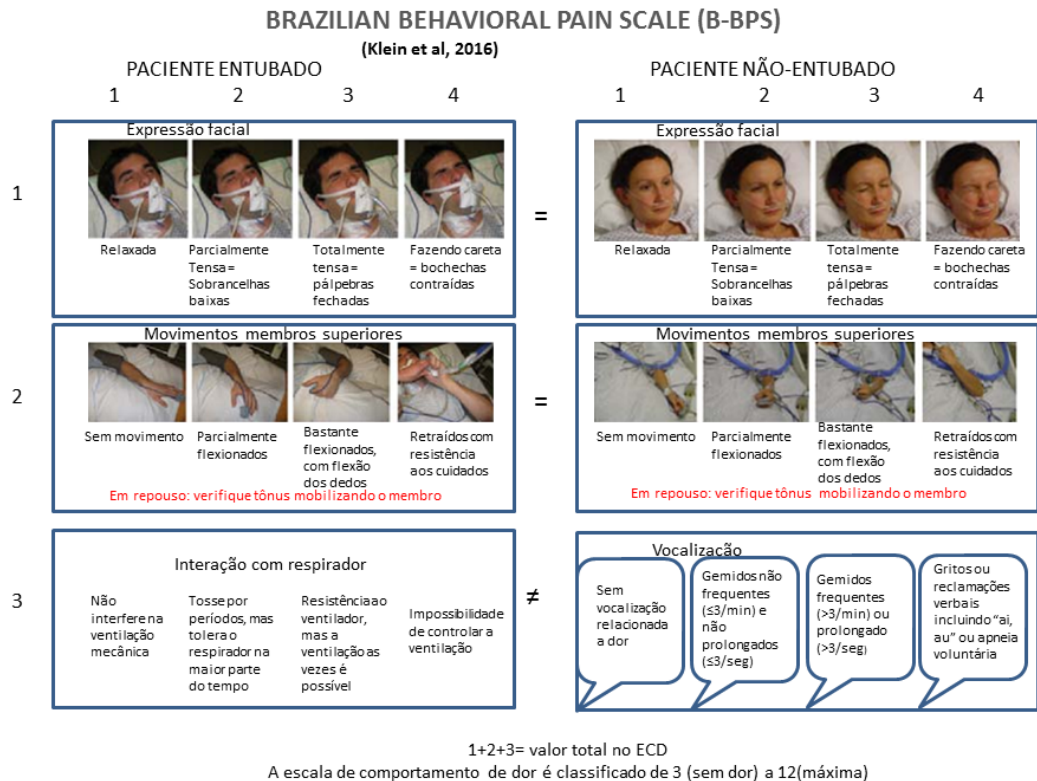 BRAZILIAN BEHAVIORAL PAIN SCALE (B-BPS)
(Klein et al, 2016)
PACIENTE ENTUBADO
1 2 3 4
1
Expressão facial
Relaxada
Parcialmente
Tensa=
Sobrancelhas
baixas
Totalmente
tensa=
pálpebras
fechadas
Fazendo careta
= bochechas
contraídas
=
2
Movimentos membros superiores
Sem movimento
Parcialmente
flexionados
Bastante
flexionados,
com flexão
dos dedos
Retraídos com
resistência
aos cuidados
Em repouso: verifique tônus mobilizando o membro
=
3
Interação com respirador
Não
interfere na
ventilação
mecânica
Tosse por
períodos, mas
tolera o
respirador na
maior parte
do tempo
Resistência ao
ventilador,
mas a
ventilação as
vezes é
possível
Impossibilidade
de controlar a
ventilação
≠
PACIENTE NÃO-ENTUBADO
1 2 3 4
Expressão facial
Relaxada
Parcialmente
Tensa=
Sobrancelhas
baixas
Totalmente
tensa=
pálpebras
fechadas
Fazendo careta
= bochechas
contraídas
Movimentos membros superiores
Sem movimento
Parcialmente
flexionados
Bastante
flexionados,
com flexão
dos dedos
Retraídos com
resistência
aos cuidados
Em repouso: verifique tônus mobilizando o membro
Vocalização
Sem
vocalização
relacionada
a dor
Gemidos não
frequentes
(≤3/min) e
não
prolongados
(≤3/seg)
Gemidos
frequentes
(>3/min) ou
prolongado
(>3/seg)
Gritos ou
reclamações
verbais
incluindo “ai,
au” ou apneia
voluntária
1+2+3= valor total no ECD
A escala de comportamento de dor é classificado de 3 (sem dor) a 12(máxima)